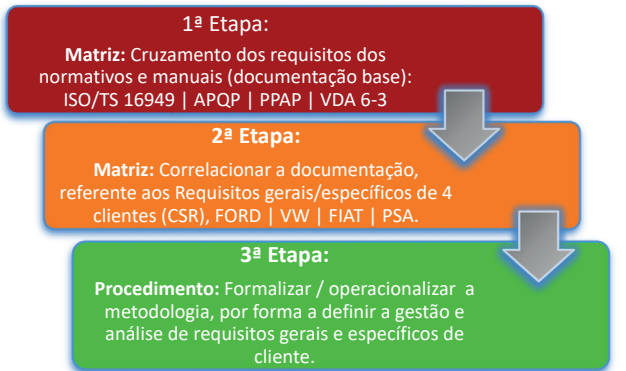 1ª Etapa:
Matriz: Cruzamento dos requisitos dos
normativos e manuais (documentação base):
ISO/TS 16949 | APQP | PPAP | VDA 6-3
2ª Etapa:
Matriz: Correlacionar a documentação,
referente aos Requisitos gerais/específicos de 4
clientes (CSR), FORD | VW | FIAT | PSA.
3ª Etapa:
Procedimento: Formalizar / operacionalizar a
metodologia, por forma a definir a gestão e
análise de requisitos gerais e específicos de
cliente.